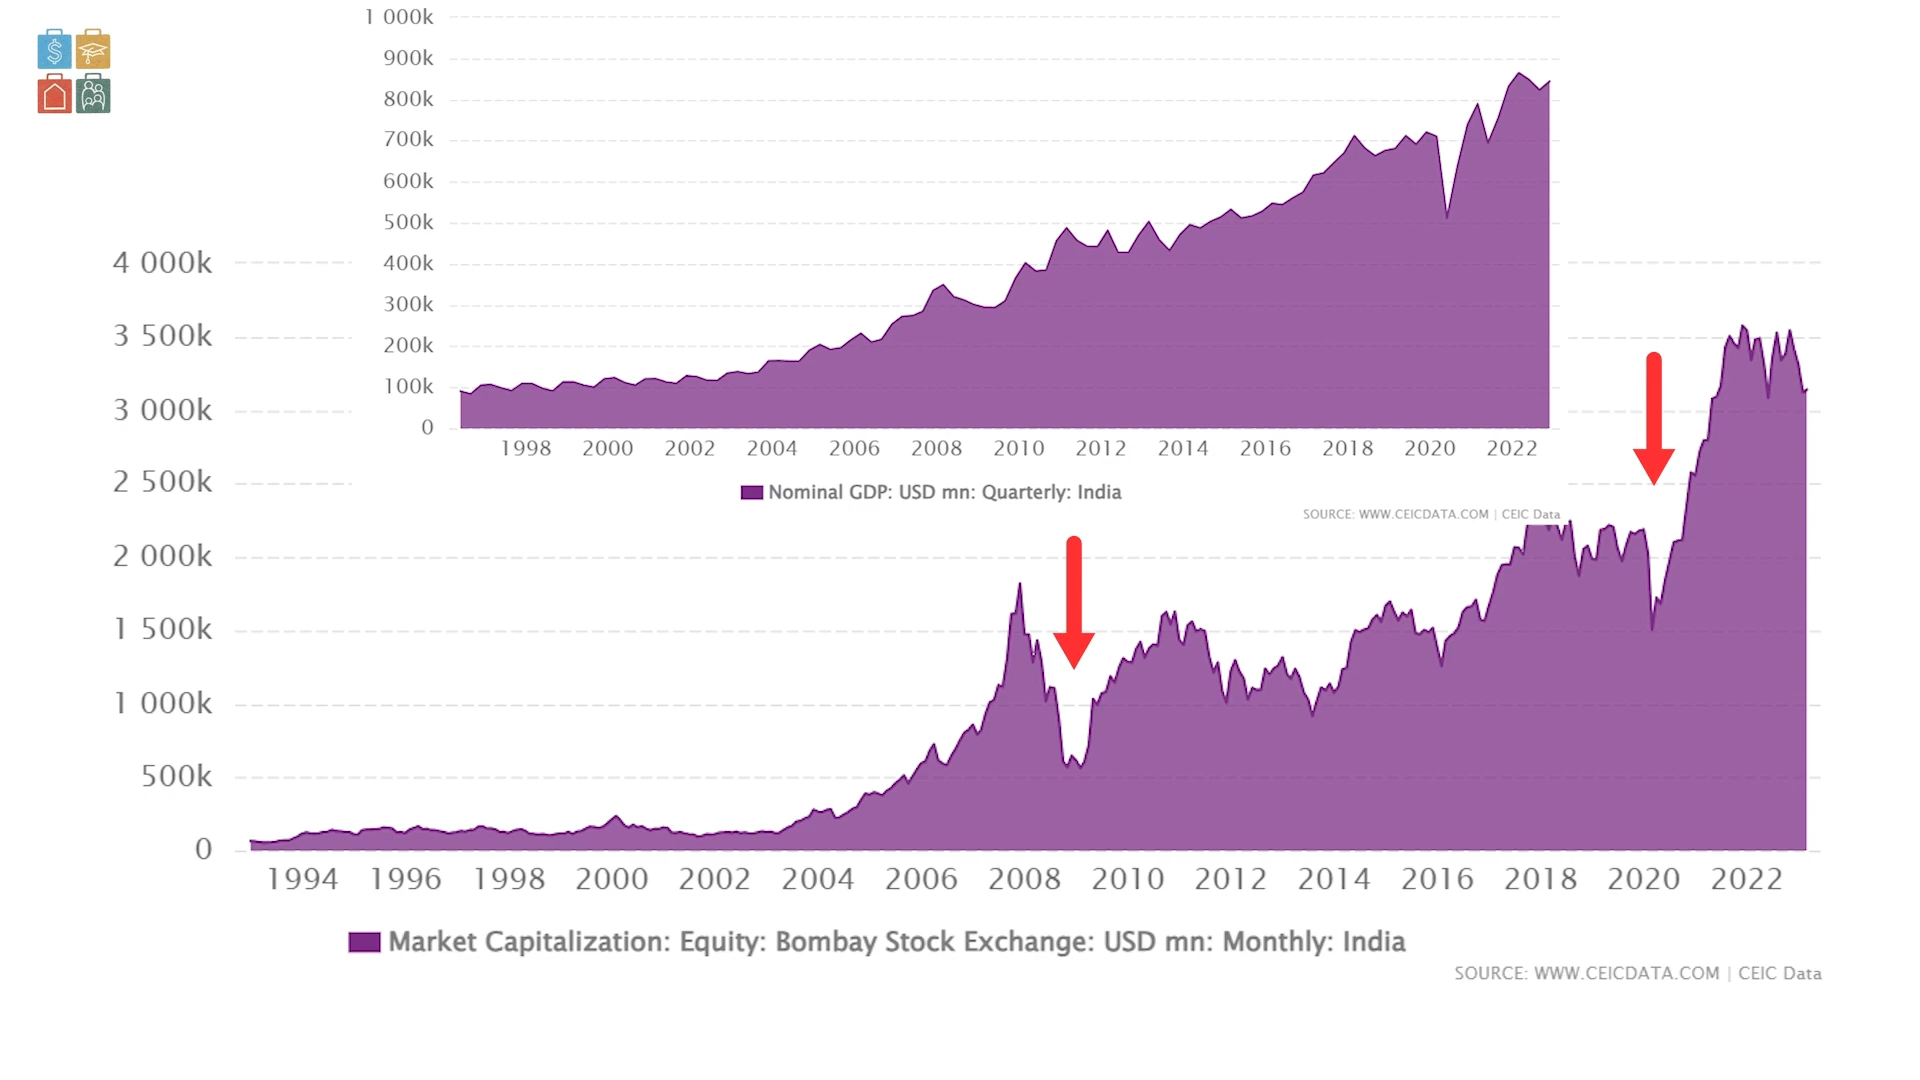 1 000k
900k
800k
700k
600k
500k
400k
300k
200k
100k
0
1998 2000 2002 2004 2006 2008 2010 2012 2014 2016 2018 2020 2022
Nominal GDP: USD mn: Quarterly: India
SOURCE: WWW.CEICDATA.COM | CEIC Data
4 000k
3 500k
3 000k
2 500k
2 000k
1 500k
1 000k
500k
0
1994 1996 1998 2000 2002 2004 2006 2008 2010 2012 2014 2016 2018 2020 2022
Market Capitalization: Equity: Bombay Stock Exchange: USD mn: Monthly: India
SOURCE: WWW.CEICDATA.COM | CEIC Data
$